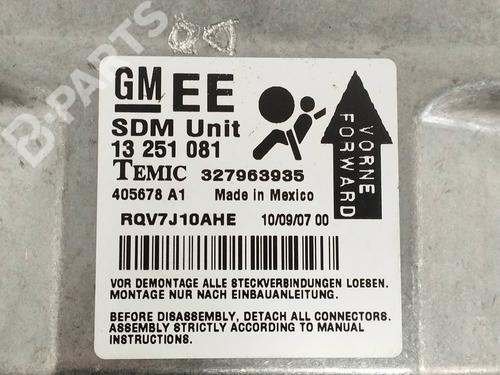 B-PARTS
GM EE
SDM Unit
13 251 081
TEMIC 327963935
405678 A1 Made in Mexico
RQV7J10AHE 10/09/07 00
VORNE
FORWARD
VOR DEMONTAGE ALLE STECKVERBINDUNGEN LOESEN.
MONTAGE NUR NACH EINBAUANLEITUNG.
BEFORE DISASSEMBLY, DETACH ALL CONNECTORS.
ASSEMBLY STRICTLY ACCORDING TO MANUAL
INSTRUCTIONS.